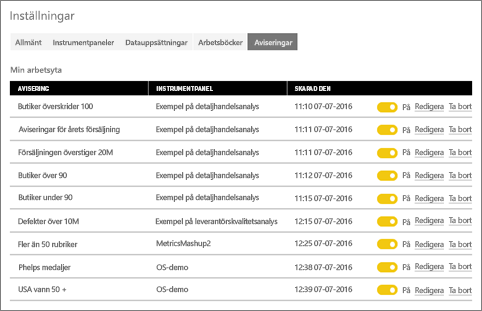 Inställningar
Allmänt Instrumentpaneler Datauppsättningar Arbetsböcker Aviseringar
Min arbetsyta
AVISERING INSTRUMENTPANEL SKAPAD DEN
Butiker överskrider 100 Exempel på detaljhandelsanalys 11:10 07-07-2016 På Redigera Ta bort
Aviseringar för årets försäljning Exempel på detaljhandelsanalys 11:11 07-07-2016 På Redigera Ta bort
Försäljningen överstiger 20M Exempel på detaljhandelsanalys 11:11 07-07-2016 På Redigera Ta bort
Butiker över 90 Exempel på detaljhandelsanalys 11:12 07-07-2016 På Redigera Ta bort
Butiker under 90 Exempel på detaljhandelsanalys 11:15 07-07-2016 På Redigera Ta bort
Defekter över 10M Exempel på leverantörskvalitetsanalys 12:15 07-07-2016 På Redigera Ta bort
Fler än 50 rubriker MetricsMashup2 12:25 07-07-2016 På Redigera Ta bort
Phelps medaljer OS-demo 12:38 07-07-2016 På Redigera Ta bort
USA vann 50 + OS-demo 12:39 07-07-2016 På Redigera Ta bort